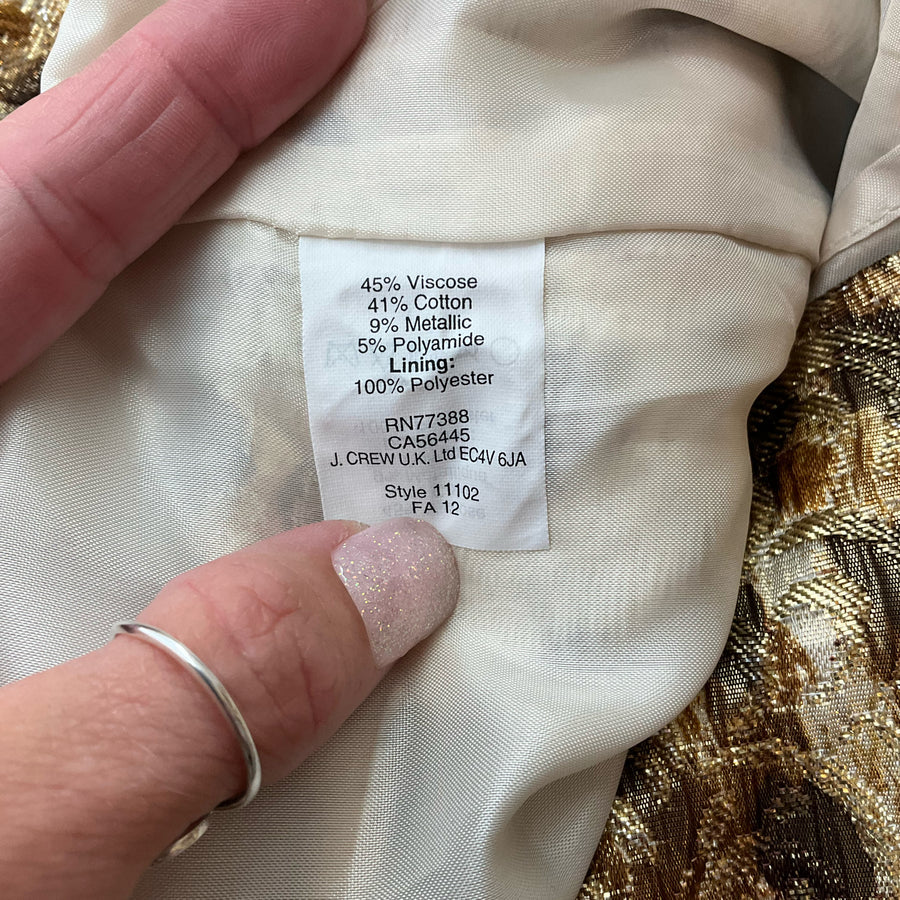 45% Viscose
41% Cotton
9% Metallic
5% Polyamide
Lining:
100% Polyester
RN77388
CA56445
J. CREW U.K. Ltd EC4V 6JA
Style 11102
FA 12